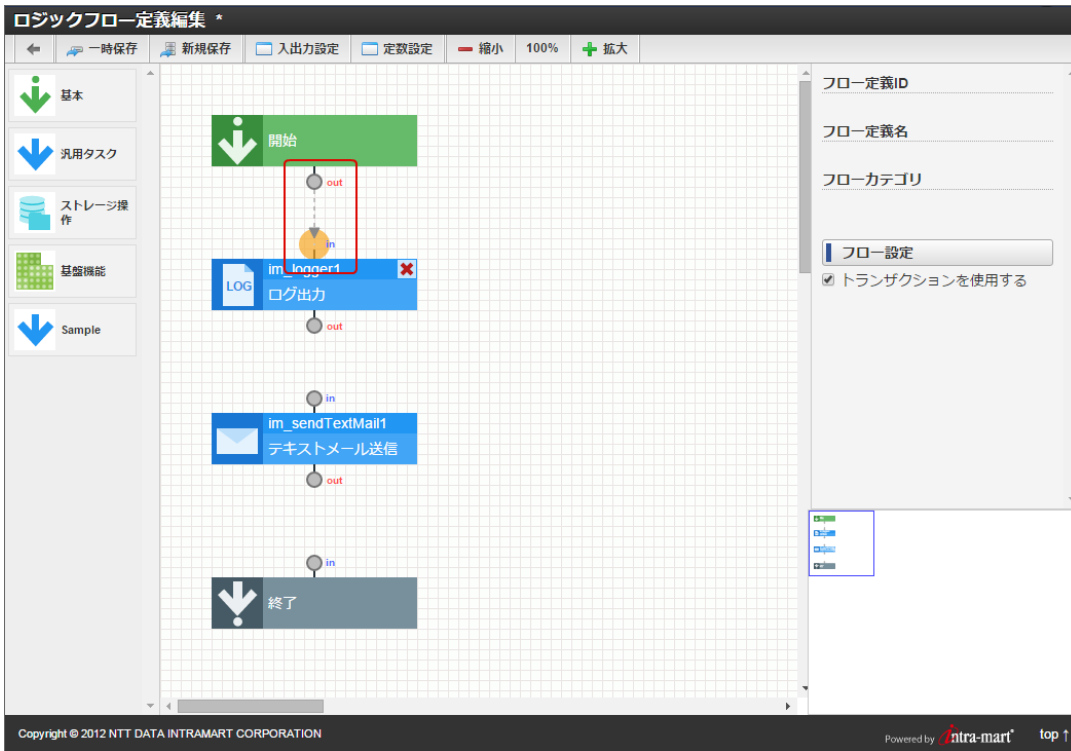 ロジックフロー定義編集 *
一時保存 新規保存 入出力設定 定数設定 縮小 100% 拡大
基本
汎用タスク
ストレージ操
作
基盤機能
Sample
開始
out
in
im_logger1
LOG
ログ出力
out
in
im_sendTextMail1
テキストメール送信
out
in
終了
フロー定義ID
フロー定義名
フローカテゴリ
フロー設定
トランザクションを使用する
Copyright © 2012 NTT DATA INTRAMART CORPORATION
Powered by intra-mart
top ↑